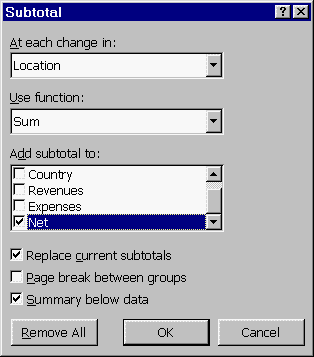 Subtotal
At each change in:
Location
Use function:
Sum
Add subtotal to:
Country
Revenues
Expenses
Net
Replace current subtotals
Page break between groups
Summary below data
Remove All OK Cancel